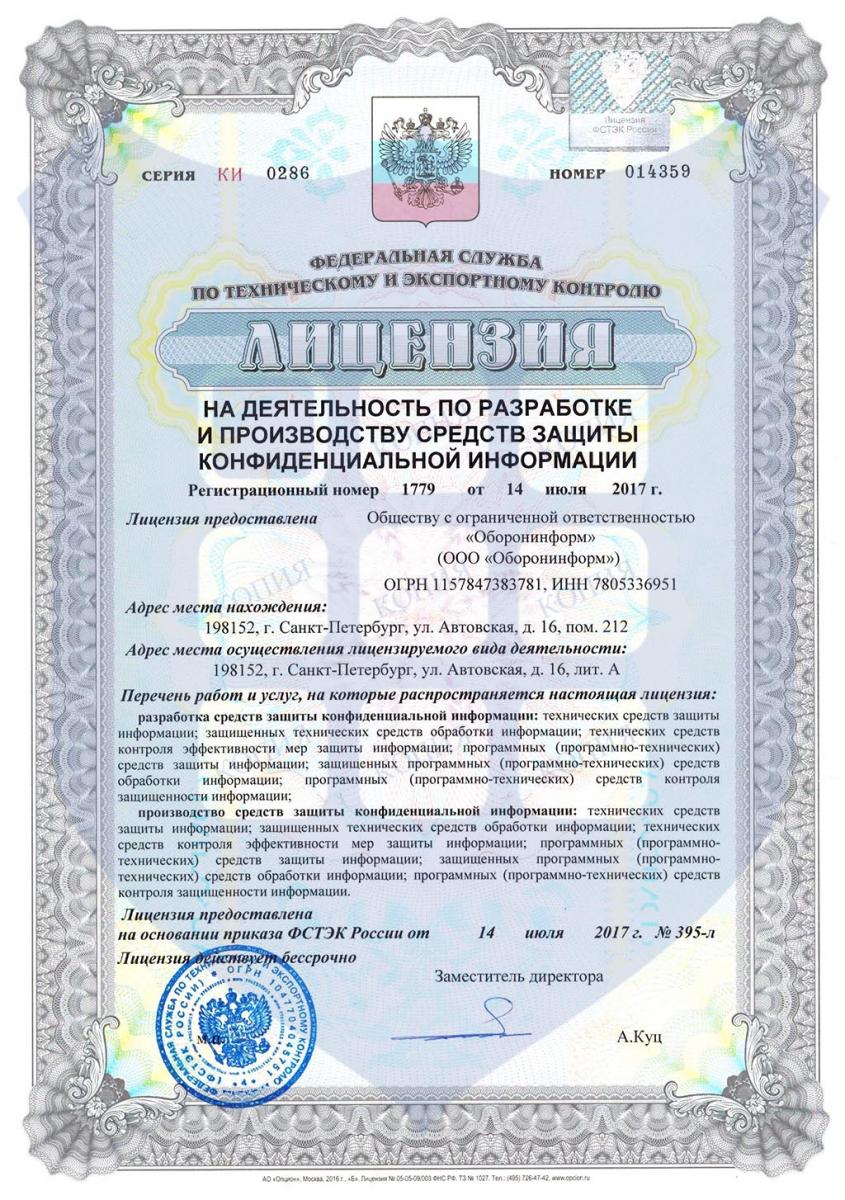 Лицензия
ФСТЭК России
СЕРИЯ КИ 0286 НОМЕР 014359
ФЕДЕРАЛЬНАЯ СЛУЖБА
ПО ТЕХНИЧЕСКОМУ И ЭКСПОРТНОМУ КОНТРОЛЮ
ЛИЦЕНЗИЯ
НА ДЕЯТЕЛЬНОСТЬ ПО РАЗРАБОТКЕ
И ПРОИЗВОДСТВУ СРЕДСТВ ЗАЩИТЫ
КОНФИДЕНЦИАЛЬНОЙ ИНФОРМАЦИИ
Регистрационный номер 1779 от 14 июля 2017 г.
Лицензия предоставлена Обществу с ограниченной ответственностью
«Оборонинформ»
(ООО «Оборонинформ»)
ОГРН 1157847383781, ИНН 7805336951
КОПИЯ КОПИЯ КОПИЯ
Адрес места нахождения:
198152, г. Санкт-Петербург, ул. Автовская, д. 16, пом. 212
Адрес места осуществления лицензируемого вида деятельности:
198152, г. Санкт-Петербург, ул. Автовская, д. 16, лит. А
Перечень работ и услуг, на которые распространяется настоящая лицензия:
разработка средств защиты конфиденциальной информации: технических средств защиты
информации; защищенных технических средств обработки информации; технических средств
контроля эффективности мер защиты информации; программных (программно-технических)
средств защиты информации; защищенных программных (программно-технических) средств
обработки информации; программных (программно-технических) средств контроля
защищенности информации;
производство средств защиты конфиденциальной информации: технических средств
защиты информации; защищенных технических средств обработки информации; технических
средств контроля эффективности мер защиты информации; программных (программно-
технических) средств защиты информации; защищенных программных (программно-
технических) средств обработки информации; программных (программно-технических) средств
контроля защищенности информации.
Лицензия предоставлена
на основании приказа ФСТЭК России от 14 июля 2017 г. № 395-л
Лицензия действует бессрочно
Заместитель директора
м.п.
А.Куц
ФЕДЕРАЛЬНАЯ СЛУЖБА ПО ТЕХНИЧЕСКОМУ И ЭКСПОРТНОМУ КОНТРОЛЮ
(ФСТЭК РОССИИ) * ОГРН 1047704045751
*4*
АО «Опцион», Москва, 2016 г., «Б». Лицензия № 05-05-09/003 ФНС РФ. ТЗ № 1027. Тел.: (495) 726-47-42, www.opcion.ru